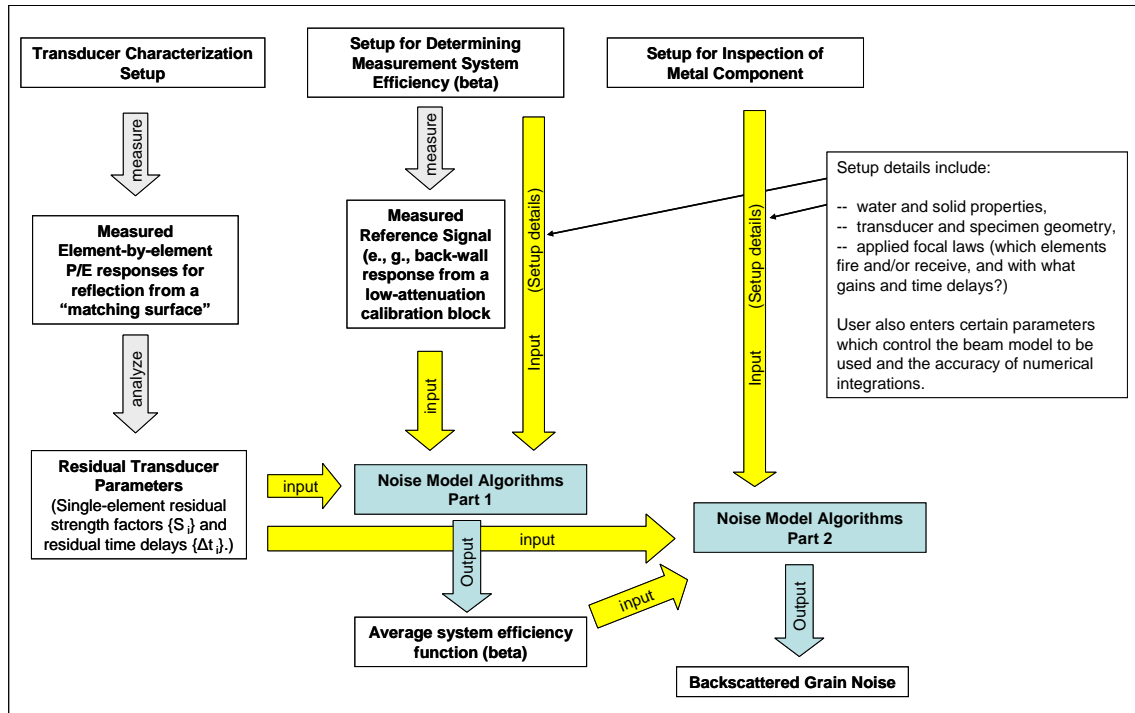 Transducer Characterization
Setup
measure
Measured
Element-by-element
P/E responses for
reflection from a
“matching surface”
analyze
Residual Transducer
Parameters
(Single-element residual
strength factors {S i} and
residual time delays {Δt i}.)
Setup for Determining
Measurement System
Efficiency (beta)
measure
Measured
Reference Signal
(e., g., back-wall
response from a
low-attenuation
calibration block
input
Input (Setup details)
input
Noise Model Algorithms
Part 1
input
Output
Average system efficiency
function (beta)
input
Setup for Inspection of
Metal Component
Input (Setup details)
Noise Model Algorithms
Part 2
Output
Backscattered Grain Noise
Setup details include:
-- water and solid properties,
-- transducer and specimen geometry,
-- applied focal laws (which elements
fire and/or receive, and with what
gains and time delays?)
User also enters certain parameters
which control the beam model to be
used and the accuracy of numerical
integrations.